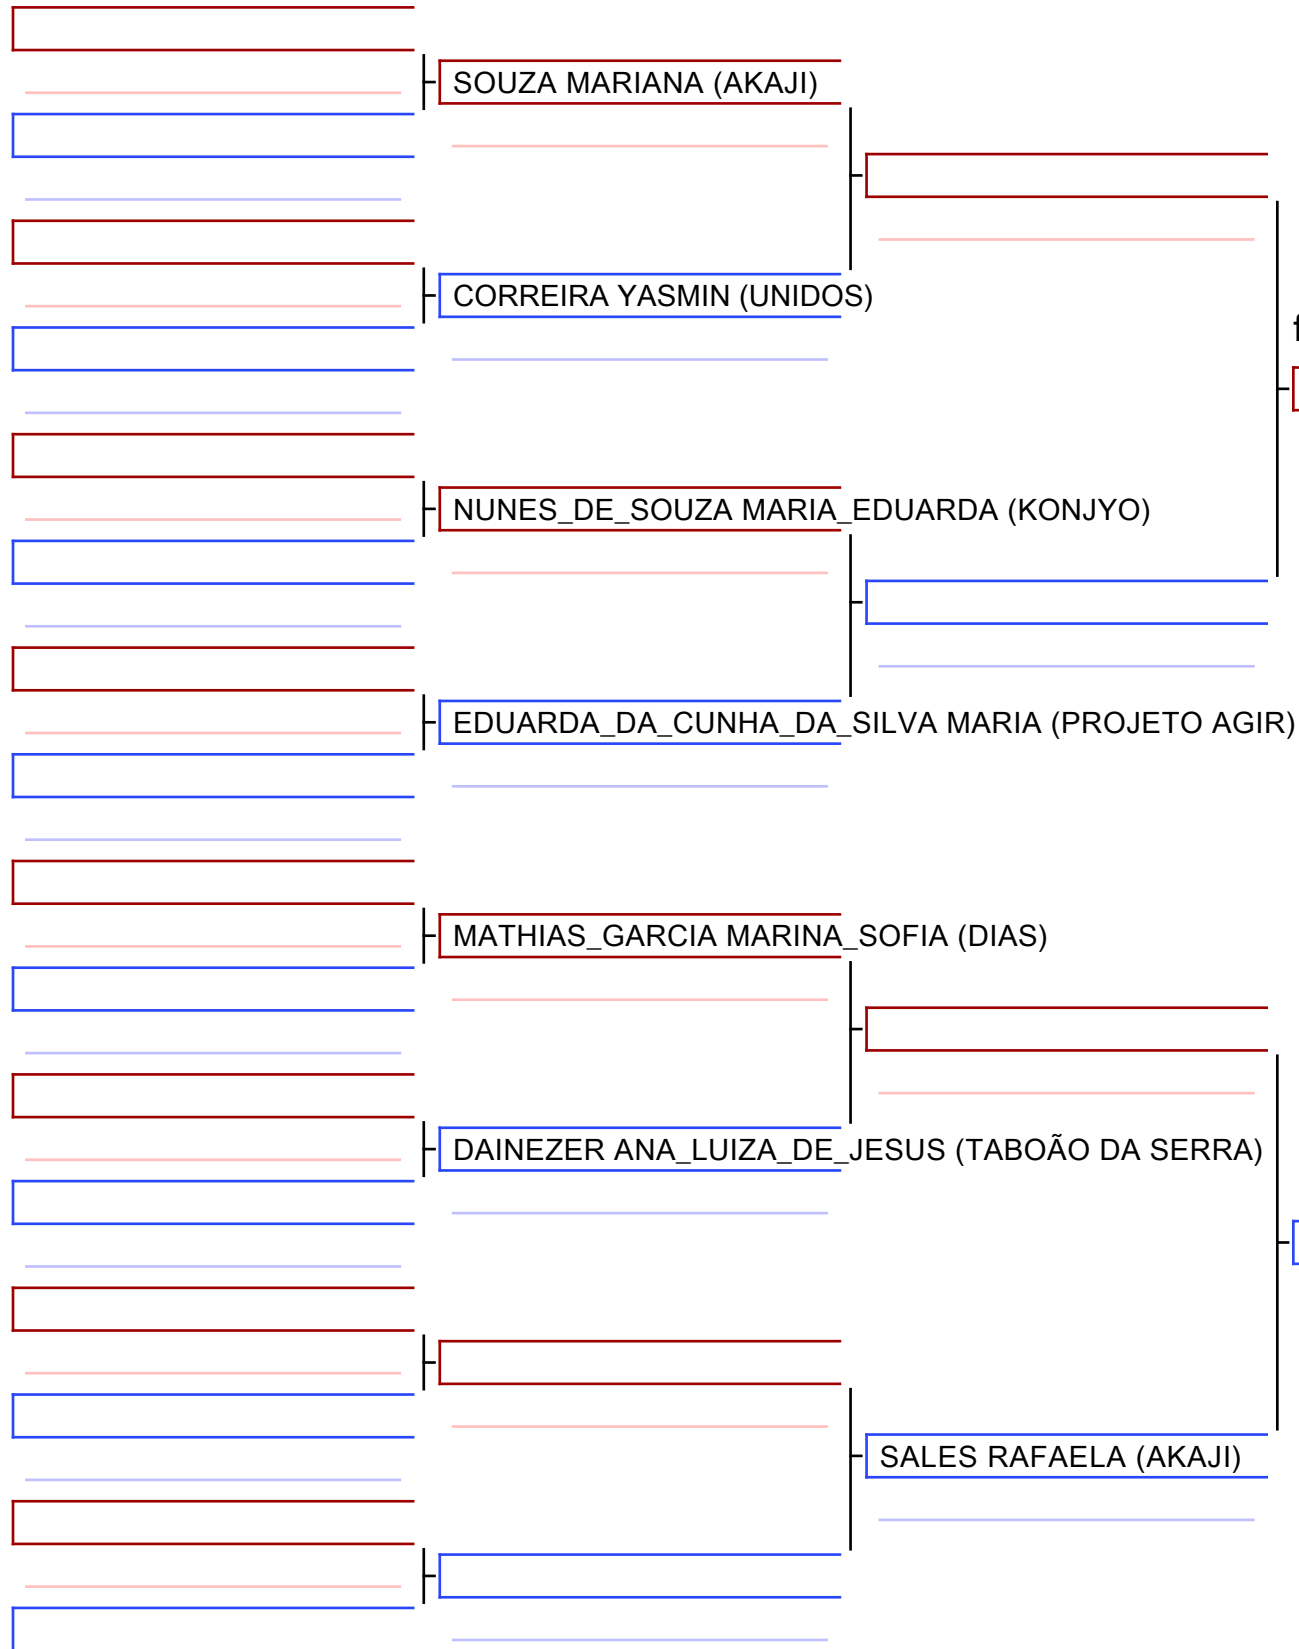 SOUZA MARIANA (AKAJI)
CORREIRA YASMIN (UNIDOS)
NUNES_DE_SOUZA MARIA_EDUARDA (KONJYO)
EDUARDA_DA_CUNHA_DA_SILVA MARIA (PROJETO AGIR)
MATHIAS_GARCIA MARINA_SOFIA (DIAS)
DAINEZER ANA_LUIZA_DE_JESUS (TABOÃO DA SERRA)
SALES RAFAELA (AKAJI)